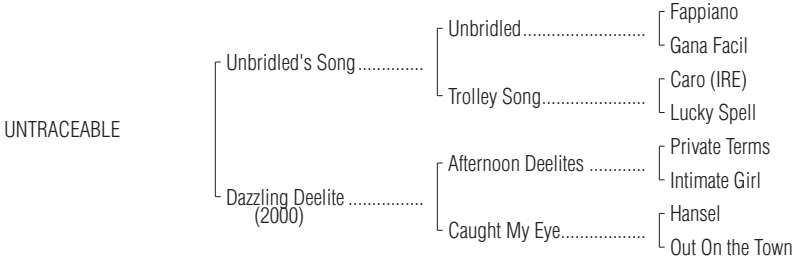 Fappiano
Unbridled..........................
Gana Facil
Unbridled's Song..............
Caro (IRE)
Trolley Song......................
Lucky Spell
UNTRACEABLE
Private Terms
Afternoon Deelites ............
Intimate Girl
Dazzling Deelite ................
(2000)
Hansel
Caught My Eye..................
Out On the Town